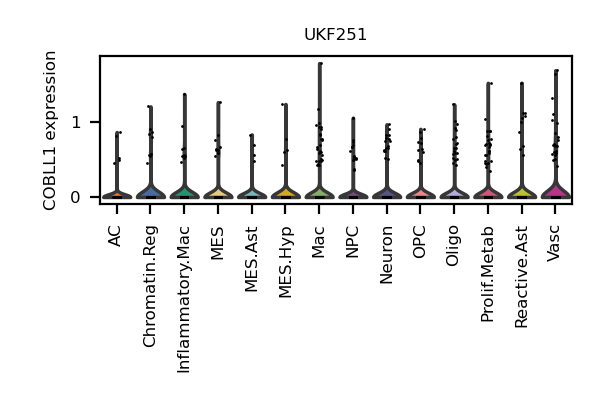 UKF251
COBLL1 expression
1
0
AC
Chromatin.Reg
Inflammatory.Mac
MES
MES.Ast
MES.Hyp
Mac
NPC
Neuron
OPC
Oligo
Prolif.Metab
Reactive.Ast
Vasc